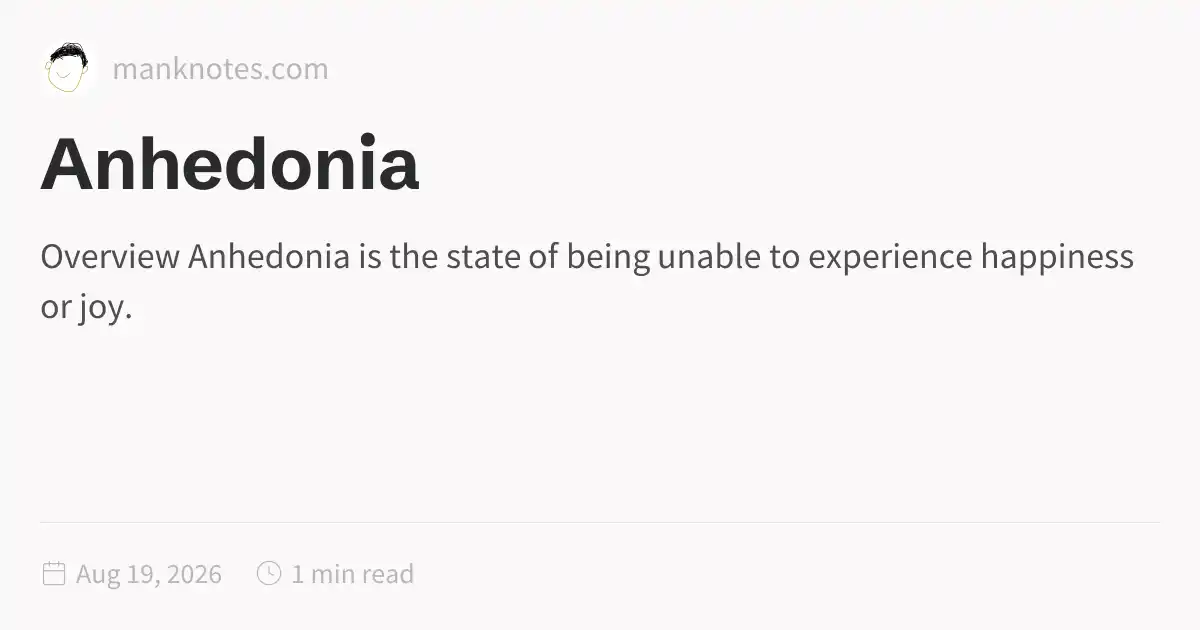 manknotes.com
Anhedonia
Overview Anhedonia is the state of being unable to experience happiness
or joy.
Aug 19, 2026 1 min read